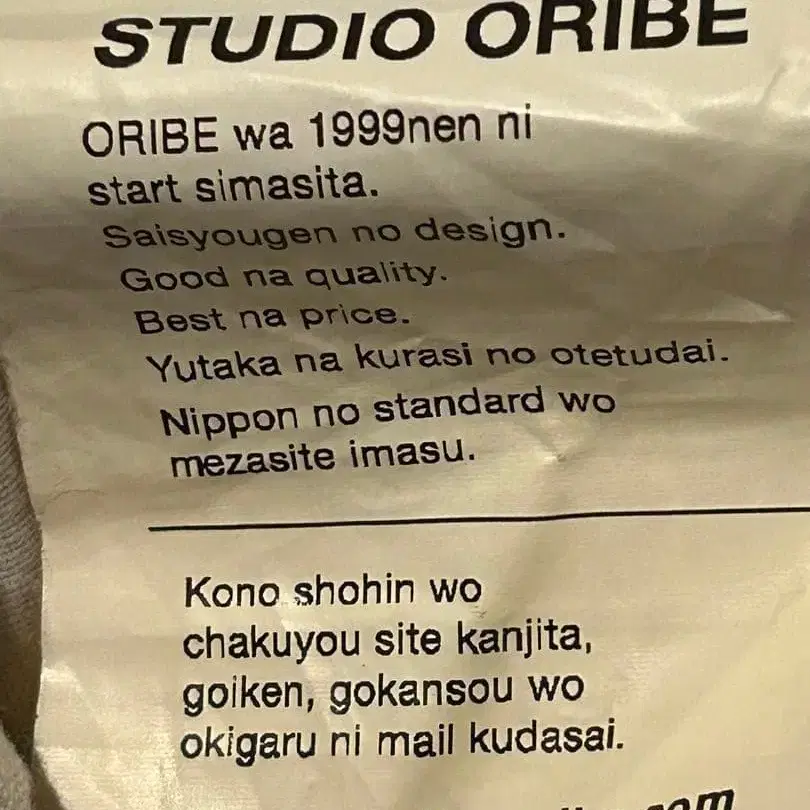 STUDIO ORIBE
ORIBE wa 1999nen ni
start simasita.
Saisyougen no design.
Good na quality.
Best na price.
Yutaka na kurasi no otetudai.
Nippon no standard wo
mezasite imasu.
Kono shohin wo
chakuyou site kanjita,
goiken, gokansou wo
okigaru ni mail kudasai.